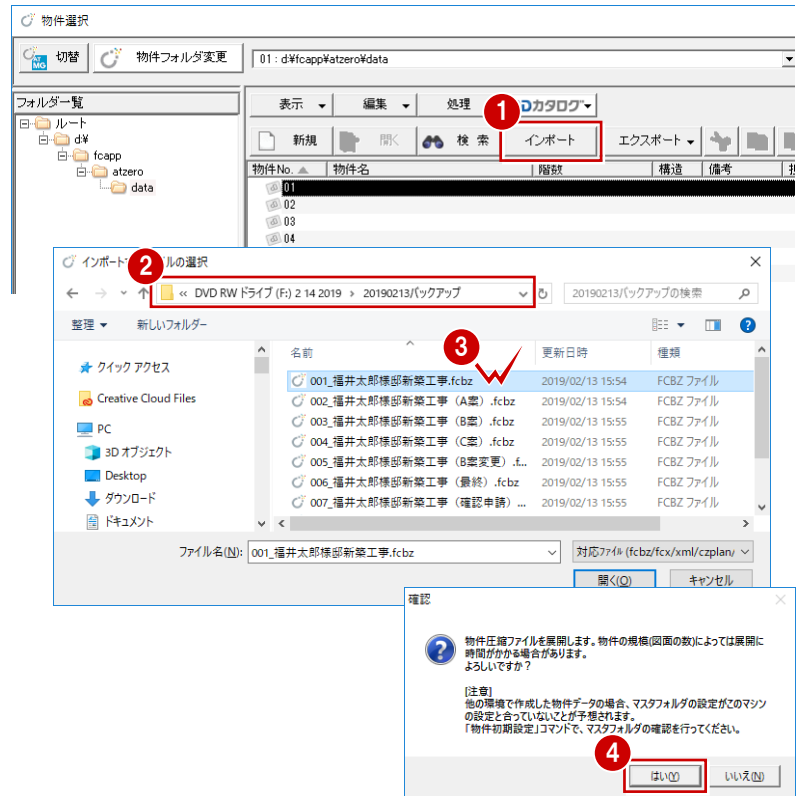 物件選択
AT MG 切替 物件フォルダ変更 01 : d¥fcapp¥atzero¥data
フォルダ一覧
ルート
d¥
fcapp
atzero
data
表示 編集 処理 Dカタログ
1
新規 開く 検 索 インポート エクスポート
物件No. 物件名 階数 構造 備考 担
01
02
03
04
インポート ルの選択
2
« DVD RW ドライブ (F:) 2 14 2019 › 20190213バックアップ 20190213バックアップの検索
整理 新しいフォルダー
3
名前 更新日時 種類
クイック アクセス
Creative Cloud Files
PC
3D オブジェクト
Desktop
ダウンロード
ドキュメント
001_福井太郎様邸新築工事.fcbz 2019/02/13 15:54 FCBZ ファイル
002_福井太郎様邸新築工事（A案）.fcbz 2019/02/13 15:54 FCBZ ファイル
003_福井太郎様邸新築工事（B案）.fcbz 2019/02/13 15:55 FCBZ ファイル
004_福井太郎様邸新築工事（C案）.fcbz 2019/02/13 15:55 FCBZ ファイル
005_福井太郎様邸新築工事（B案変更）.f... 2019/02/13 15:55 FCBZ ファイル
006_福井太郎様邸新築工事（最終）.fcbz 2019/02/13 15:55 FCBZ ファイル
007_福井太郎様邸新築工事（確認申請）... 2019/02/13 15:55 FCBZ ファイル
ファイル名(N): 001_福井太郎様邸新築工事.fcbz 対応ファイル (fcbz/fcx/xml/czplan/
開く(O) キャンセル
確認
物件圧縮ファイルを展開します。物件の規模(図面の数)によっては展開に
時間がかかる場合があります。
よろしいですか？
[注意]
他の環境で作成した物件データの場合、マスタフォルダの設定がこのマシン
の設定と合っていないことが予想されます。
「物件初期設定」コマンドで、マスタフォルダの確認を行ってください。
4
はい(Y) いいえ(N)